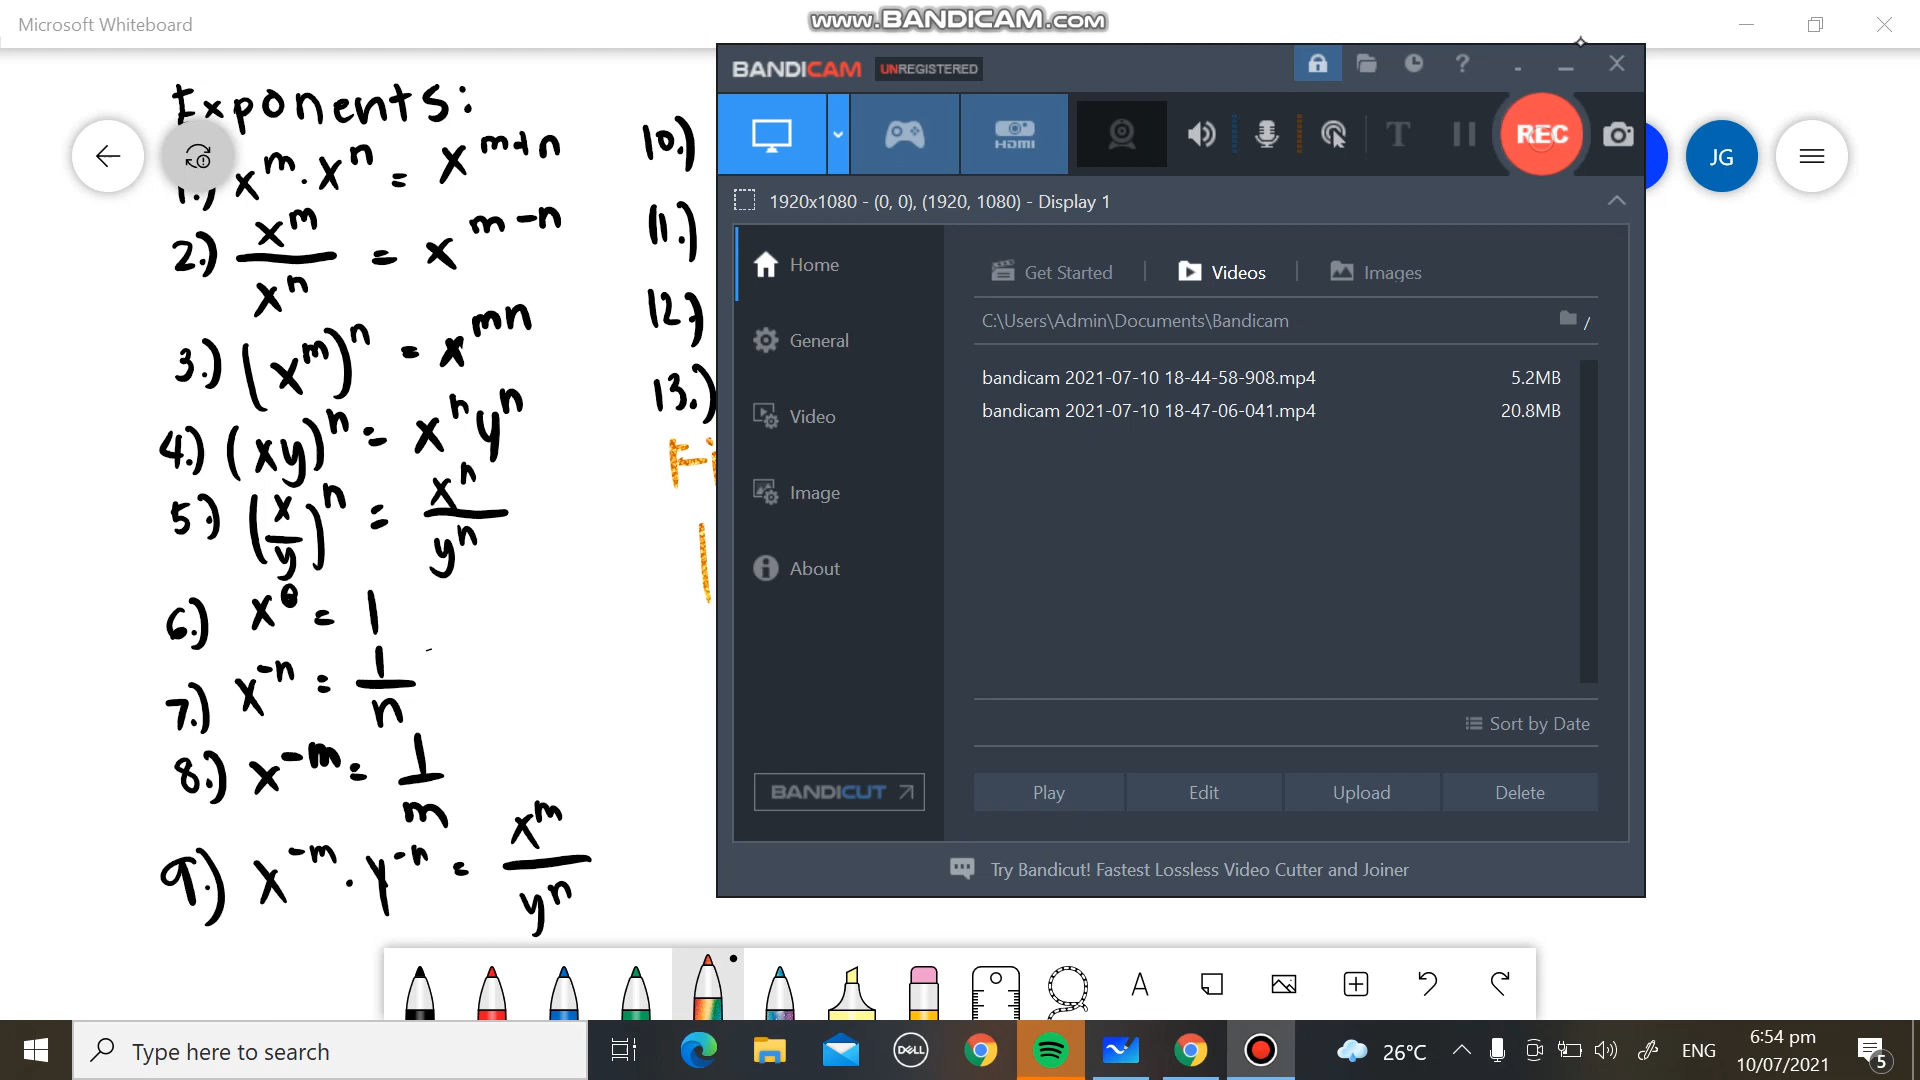 Microsoft Whiteboard
www.BANDICAM.com
Exponents:
1.) x^m · x^n = x^{m+n}
2.) x^m / x^n = x^{m-n}
3.) (x^m)^n = x^{mn}
4.) (xy)^n = x^n y^n
5.) (x/y)^n = x^n / y^n
6.) x^0 = 1
7.) x^{-n} = 1/n
8.) x^{-m} = 1/m
9.) x^{-m} · y^{-n} = x^m / y^n
10.)
11.)
12.)
13.)
Fi
BANDICAM UNREGISTERED
?
HDMI
T
REC
JG
1920x1080 - (0, 0), (1920, 1080) - Display 1
Home
General
Video
Image
About
BANDICUT
Get Started
Videos
Images
C:\Users\Admin\Documents\Bandicam
/
bandicam 2021-07-10 18-44-58-908.mp4 5.2MB
bandicam 2021-07-10 18-47-06-041.mp4 20.8MB
Sort by Date
Play Edit Upload Delete
Try Bandicut! Fastest Lossless Video Cutter and Joiner
A
Type here to search
DELL
26°C
ENG
6:54 pm
10/07/2021
5